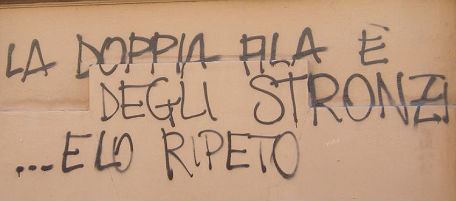 LA DOPPIA FILA È
DEGLI STRONZI
...E LO RIPETO